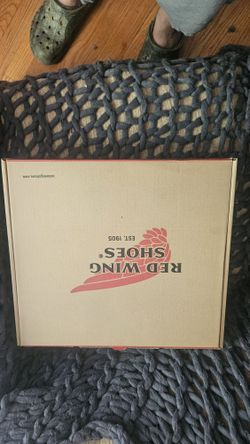 RED WING
SHOES®
EST. 1905